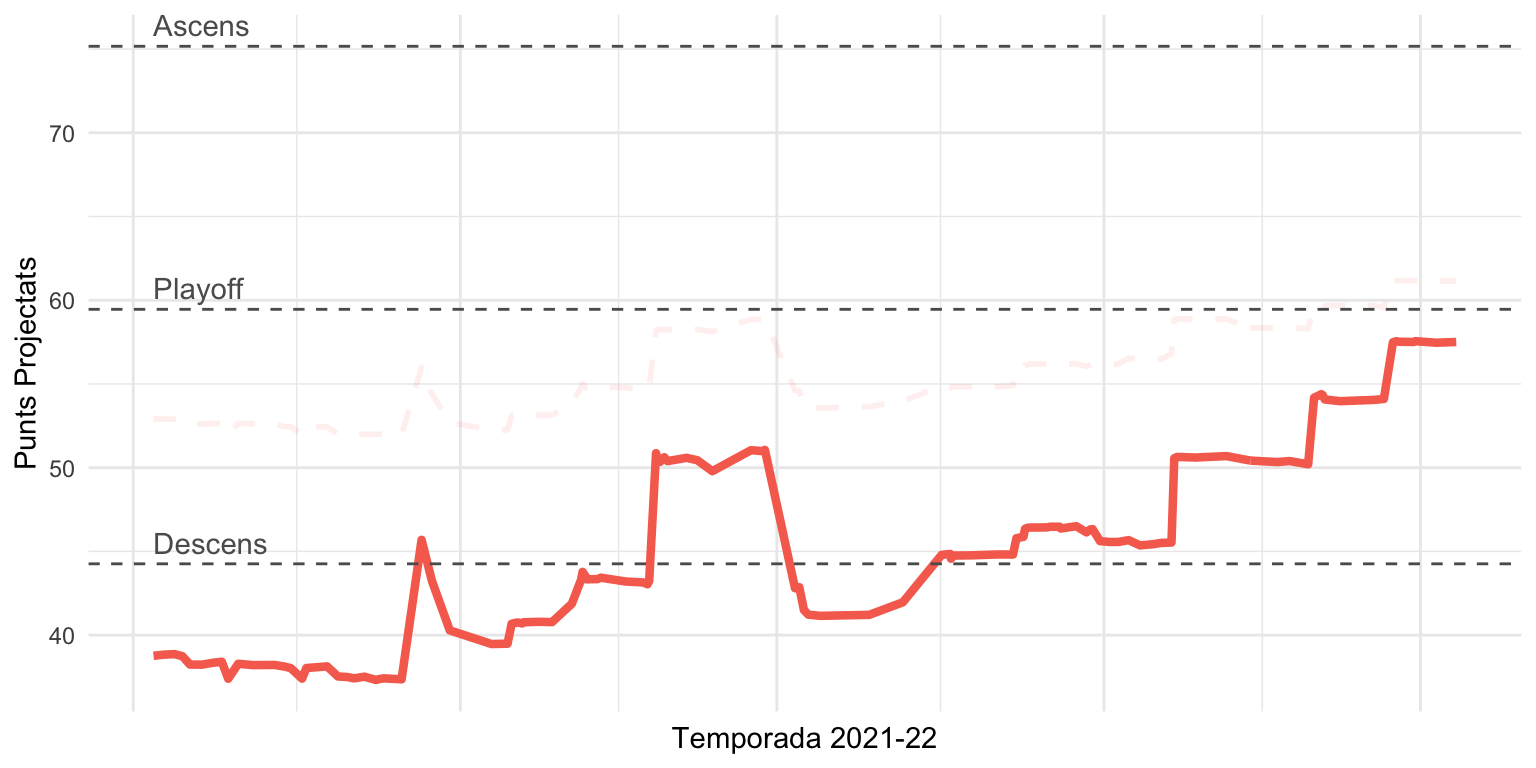 Ascens
70
Playoff
60
Punts Projectats
50
Descens
40
Temporada 2021-22